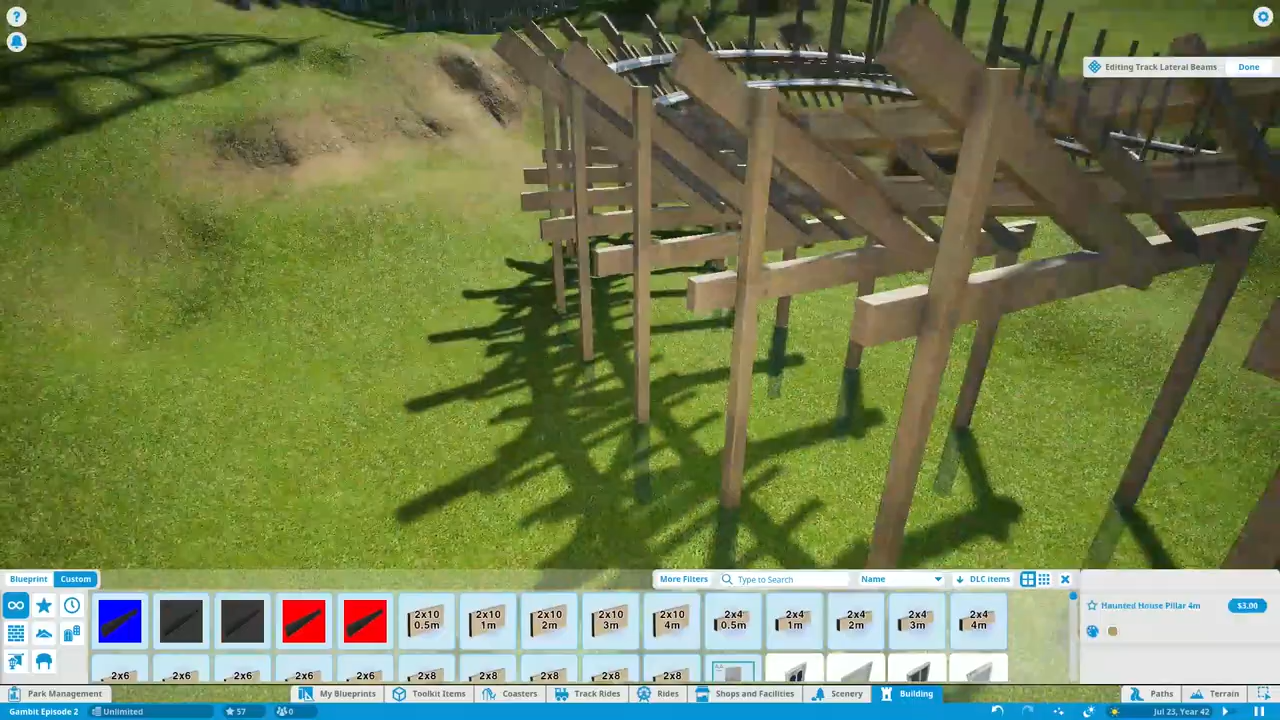 ?
Editing Track Lateral Beams Done
Blueprint Custom More Filters Type to Search Name DLC items
2x10 0.5m 2x10 1m 2x10 2m 2x10 3m 2x10 4m 2x4 0.5m 2x4 1m 2x4 2m 2x4 3m 2x4 4m
Haunted House Pillar 4m $3.00
2x6 2x6 2x6 2x6 2x6 2x8 2x8 2x8 2x8 2x8
Park Management My Blueprints Toolkit Items Coasters Track Rides Rides Shops and Facilities Scenery Building Paths Terrain
Gambit Episode 2 Unlimited 57 0 Jul 23, Year 42